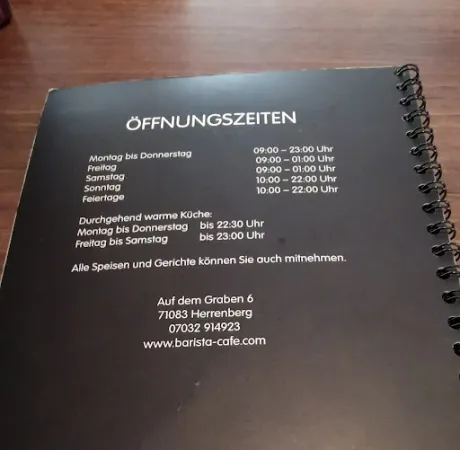 ÖFFNUNGSZEITEN
Montag bis Donnerstag 09:00 – 23:00 Uhr
Freitag 09:00 – 01:00 Uhr
Samstag 09:00 – 01:00 Uhr
Sonntag 10:00 – 22:00 Uhr
Feiertage 10:00 – 22:00 Uhr
Durchgehend warme Küche:
Montag bis Donnerstag bis 22:30 Uhr
Freitag bis Samstag bis 23:00 Uhr
Alle Speisen und Gerichte können Sie auch mitnehmen.
Auf dem Graben 6
71083 Herrenberg
07032 914923
www.barista-cafe.com